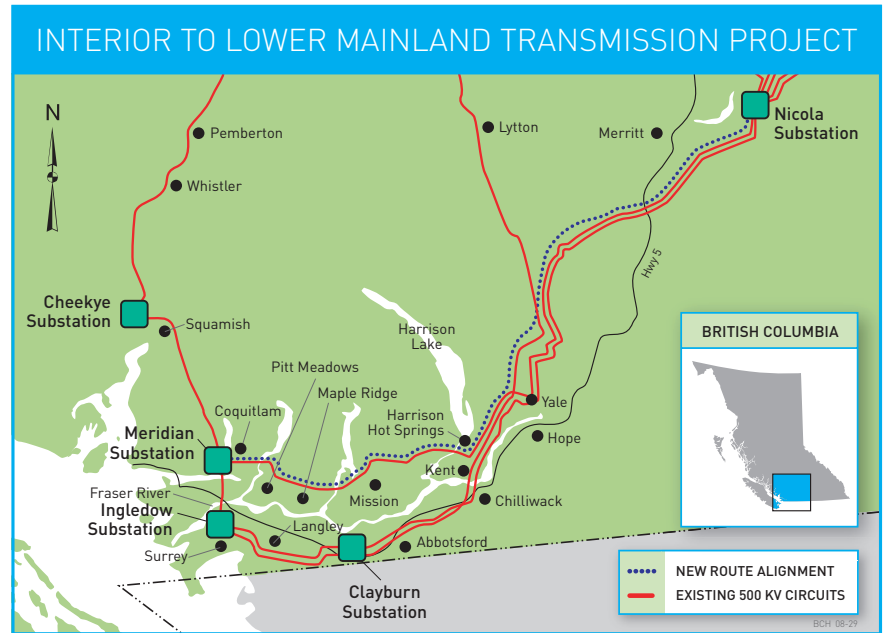 INTERIOR TO LOWER MAINLAND TRANSMISSION PROJECT
N
Pemberton
Lytton
Merritt
Nicola
Substation
Whistler
Hwy 5
Cheekye
Substation
Squamish
Harrison
Lake
BRITISH COLUMBIA
Pitt Meadows
Maple Ridge
Coquitlam
Harrison
Hot Springs
Yale
Meridian
Substation
Hope
Kent
Mission
Fraser River
Chilliwack
Ingledow
Substation
Langley
Surrey
Abbotsford
Clayburn
Substation
NEW ROUTE ALIGNMENT
EXISTING 500 KV CIRCUITS
BCH 08-29